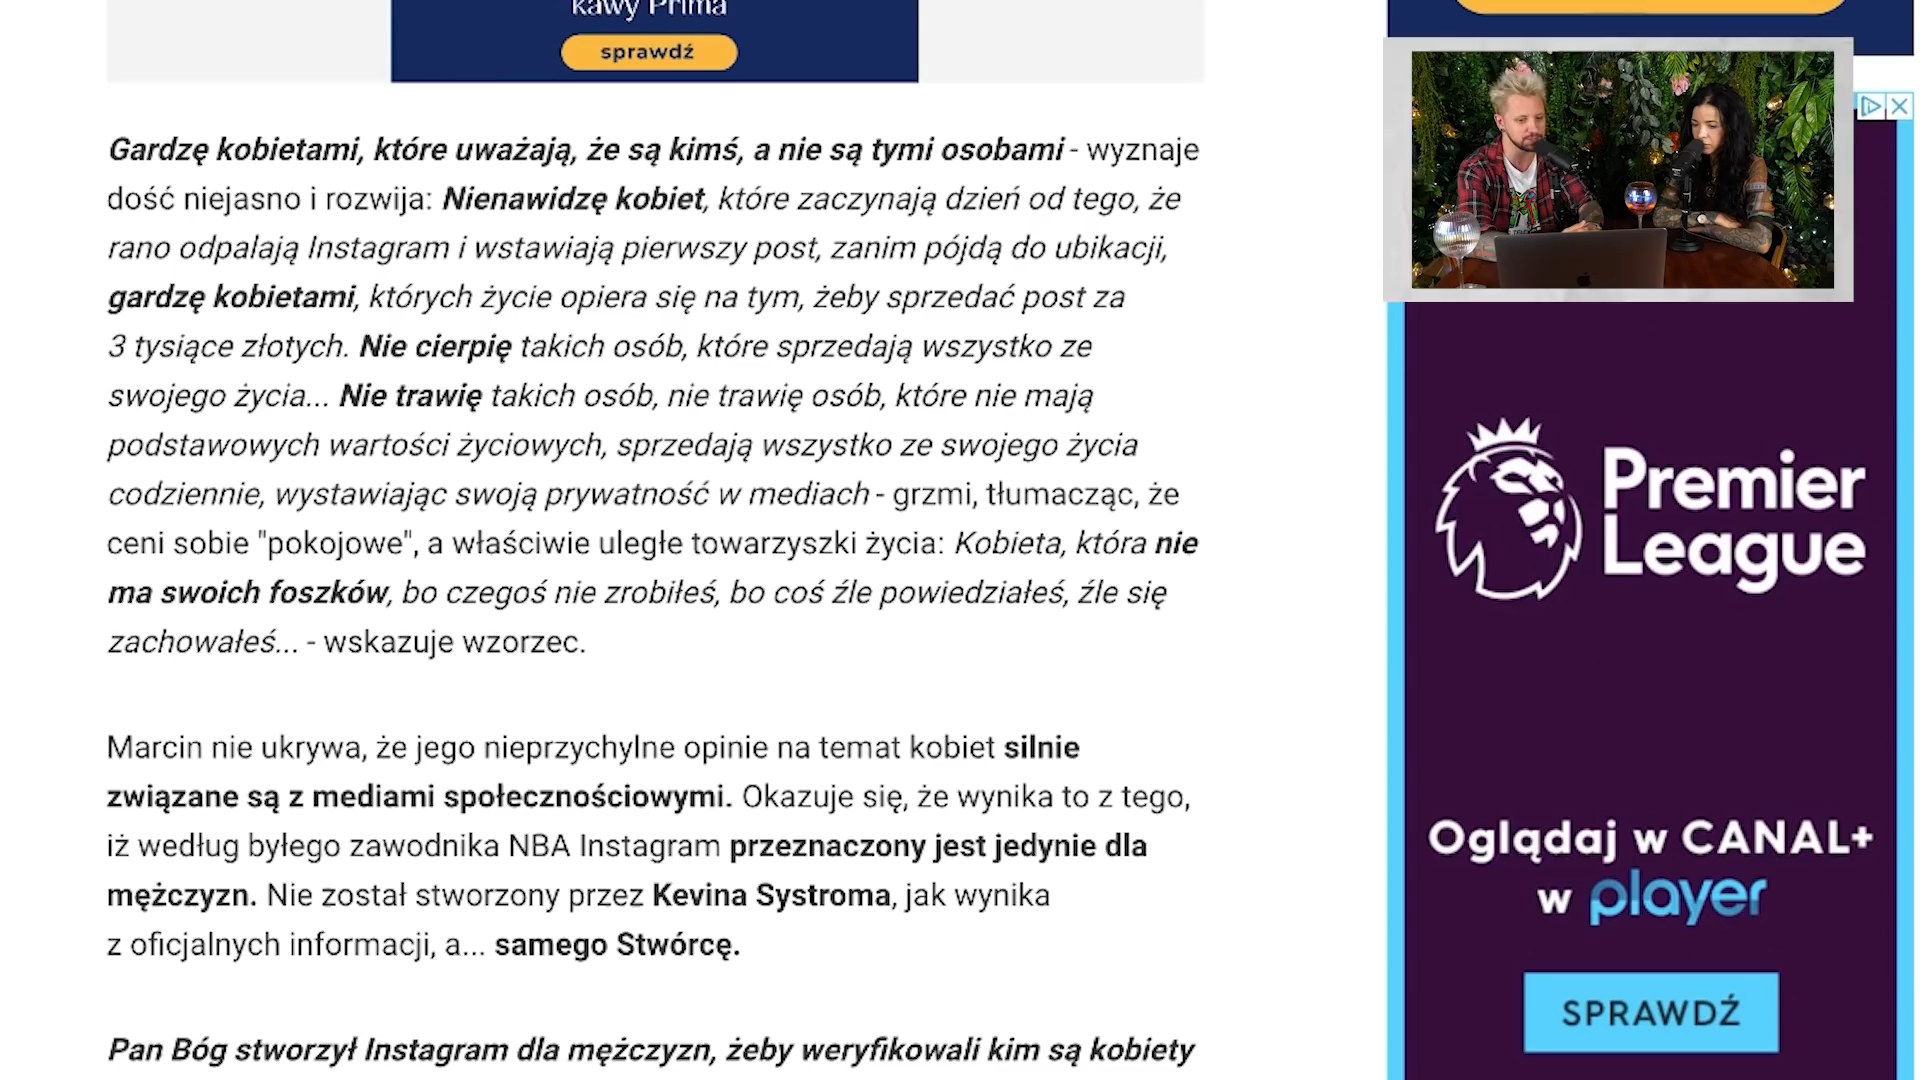 kawy Prima
sprawdź
Gardzę kobietami, które uważają, że są kimś, a nie są tymi osobami - wyznaje
dość niejasno i rozwija: Nienawidzę kobiet, które zaczynają dzień od tego, że
rano odpalają Instagram i wstawiają pierwszy post, zanim pójdą do ubikacji,
gardzę kobietami, których życie opiera się na tym, żeby sprzedać post za
3 tysiące złotych. Nie cierpię takich osób, które sprzedają wszystko ze
swojego życia... Nie trawię takich osób, nie trawię osób, które nie mają
podstawowych wartości życiowych, sprzedają wszystko ze swojego życia
codziennie, wystawiając swoją prywatność w mediach - grzmi, tłumacząc, że
ceni sobie "pokojowe", a właściwie uległe towarzyszki życia: Kobieta, która nie
ma swoich foszków, bo czegoś nie zrobiłeś, bo coś źle powiedziałeś, źle się
zachowałeś... - wskazuje wzorzec.
Marcin nie ukrywa, że jego nieprzychylne opinie na temat kobiet silnie
związane są z mediami społecznościowymi. Okazuje się, że wynika to z tego,
iż według byłego zawodnika NBA Instagram przeznaczony jest jedynie dla
mężczyzn. Nie został stworzony przez Kevina Systroma, jak wynika
z oficjalnych informacji, a... samego Stwórcę.
Pan Bóg stworzył Instagram dla mężczyzn, żeby weryfikowali kim są kobiety
Premier
League
Oglądaj w CANAL+
w player
SPRAWDŹ